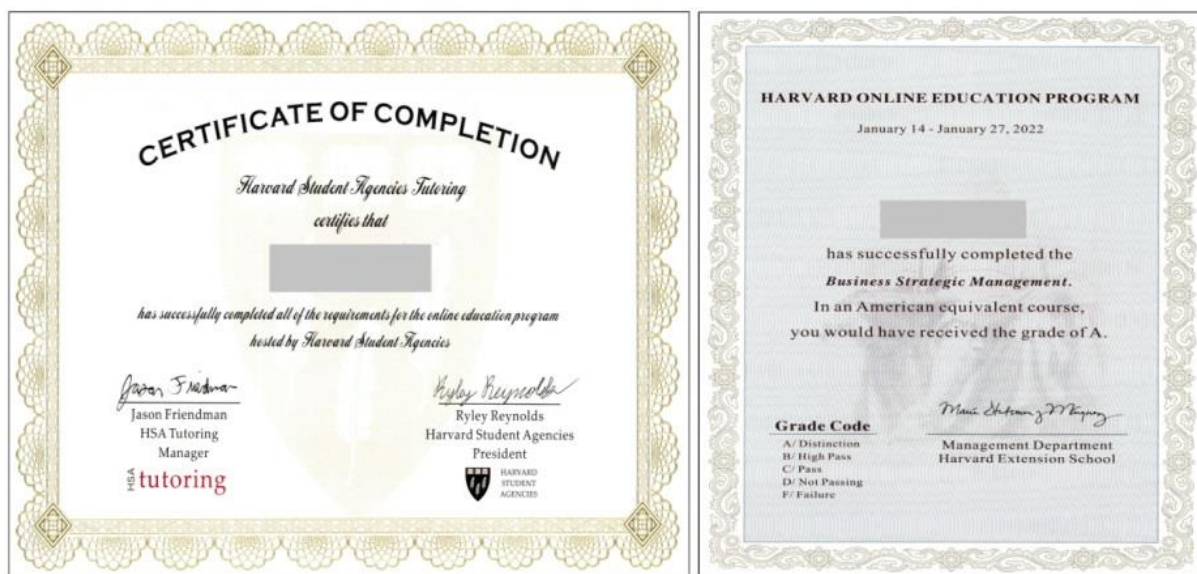 CERTIFICATE OF COMPLETION
Harvard Student Agencies Tutoring
certifies that
has successfully completed all of the requirements for the online education program
hosted by Harvard Student Agencies
Jason Friedman
Jason Friendman
HSA Tutoring
Manager
HSA tutoring
Ryley Reynolds
Ryley Reynolds
Harvard Student Agencies
President
HARVARD
STUDENT
AGENCIES
HARVARD ONLINE EDUCATION PROGRAM
January 14 - January 27, 2022
has successfully completed the
Business Strategic Management.
In an American equivalent course,
you would have received the grade of A.
Grade Code
A/ Distinction
B/ High Pass
C/ Pass
D/ Not Passing
F/ Failure
Management Department
Harvard Extension School